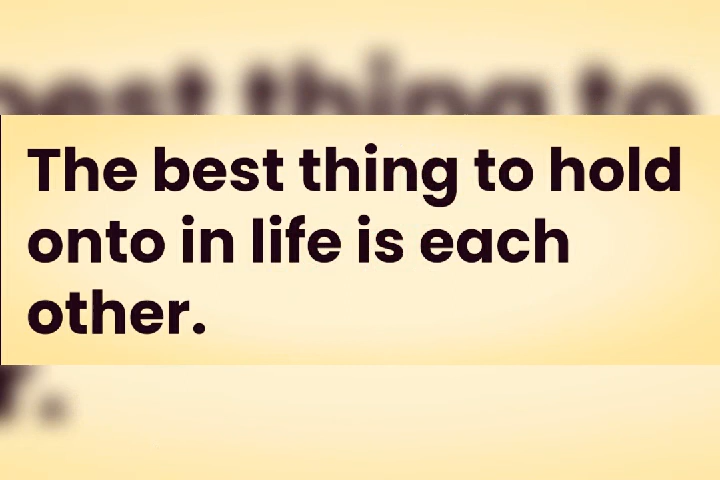 The best thing to hold
onto in life is each
other.